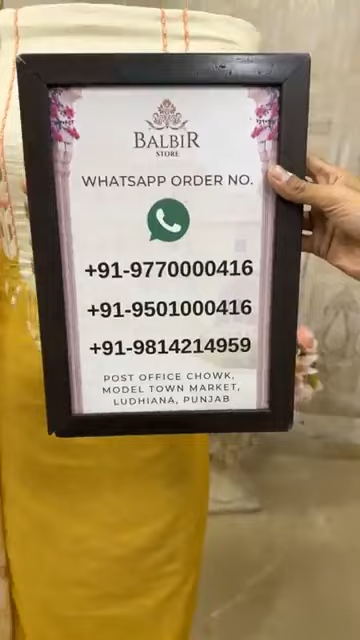 BALBIR
STORE
WHATSAPP ORDER NO.
+91-9770000416
+91-9501000416
+91-9814214959
POST OFFICE CHOWK,
MODEL TOWN MARKET,
LUDHIANA, PUNJAB